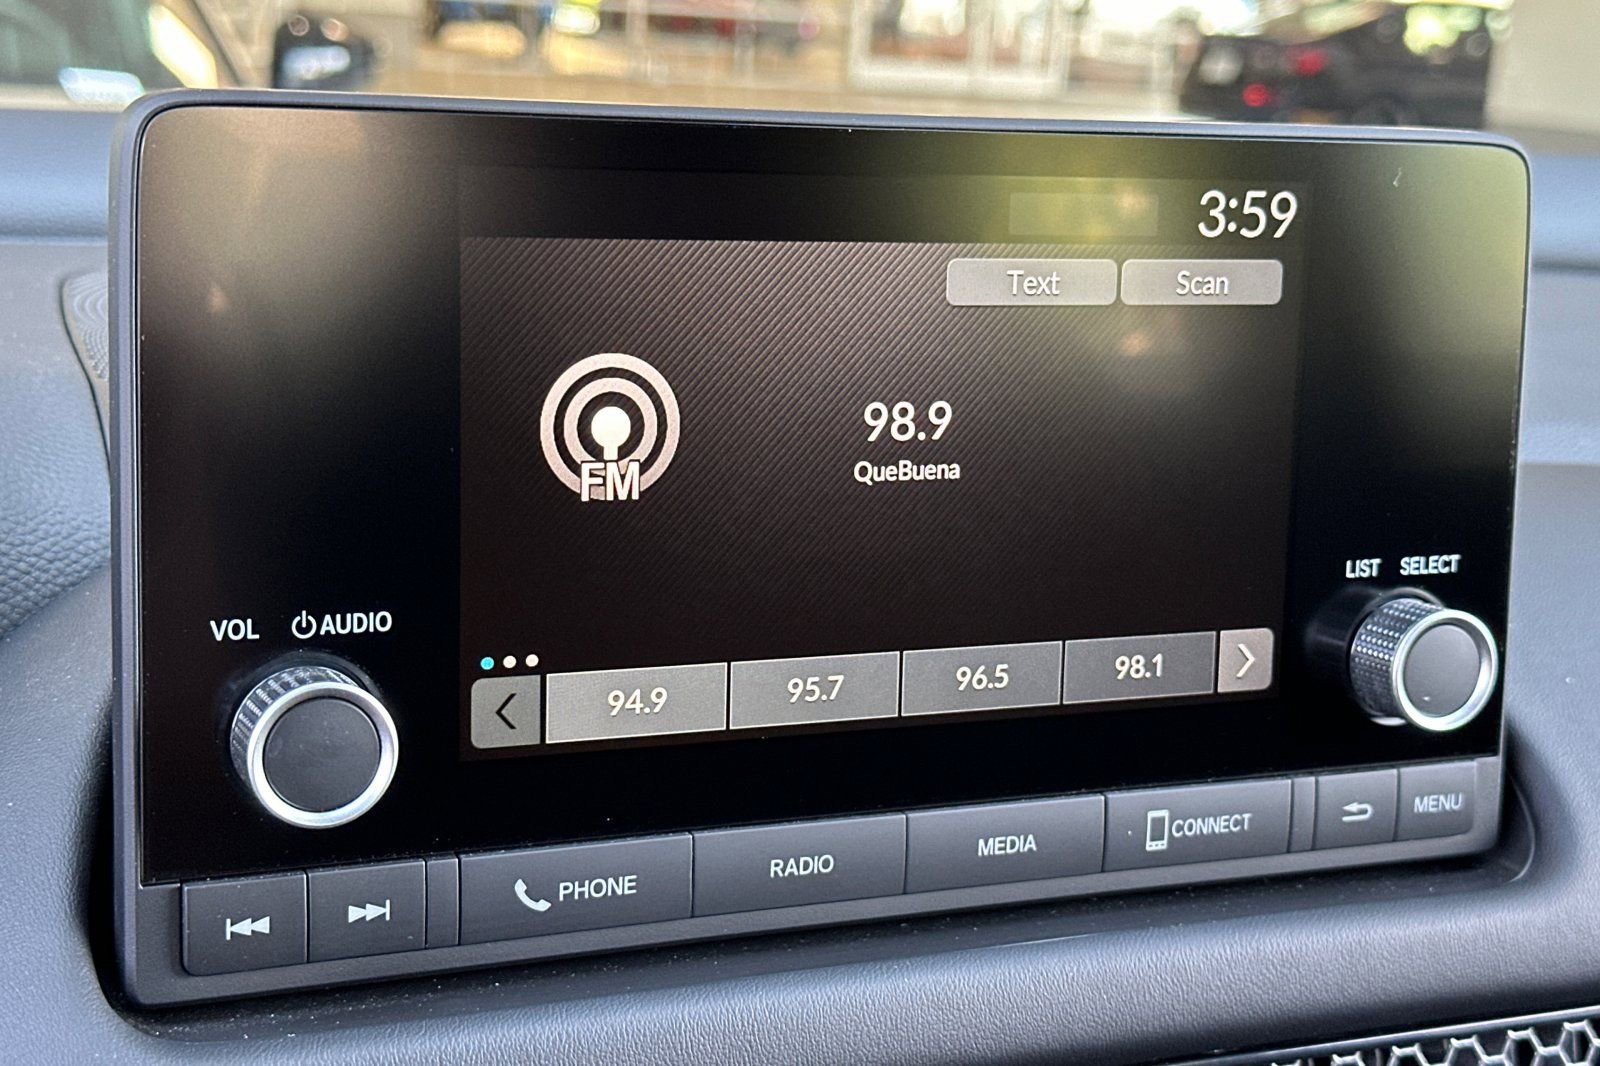 3:59
Text Scan
98.9
QueBuena
FM
LIST SELECT
VOL AUDIO
94.9 95.7 96.5 98.1
PHONE RADIO MEDIA CONNECT MENU